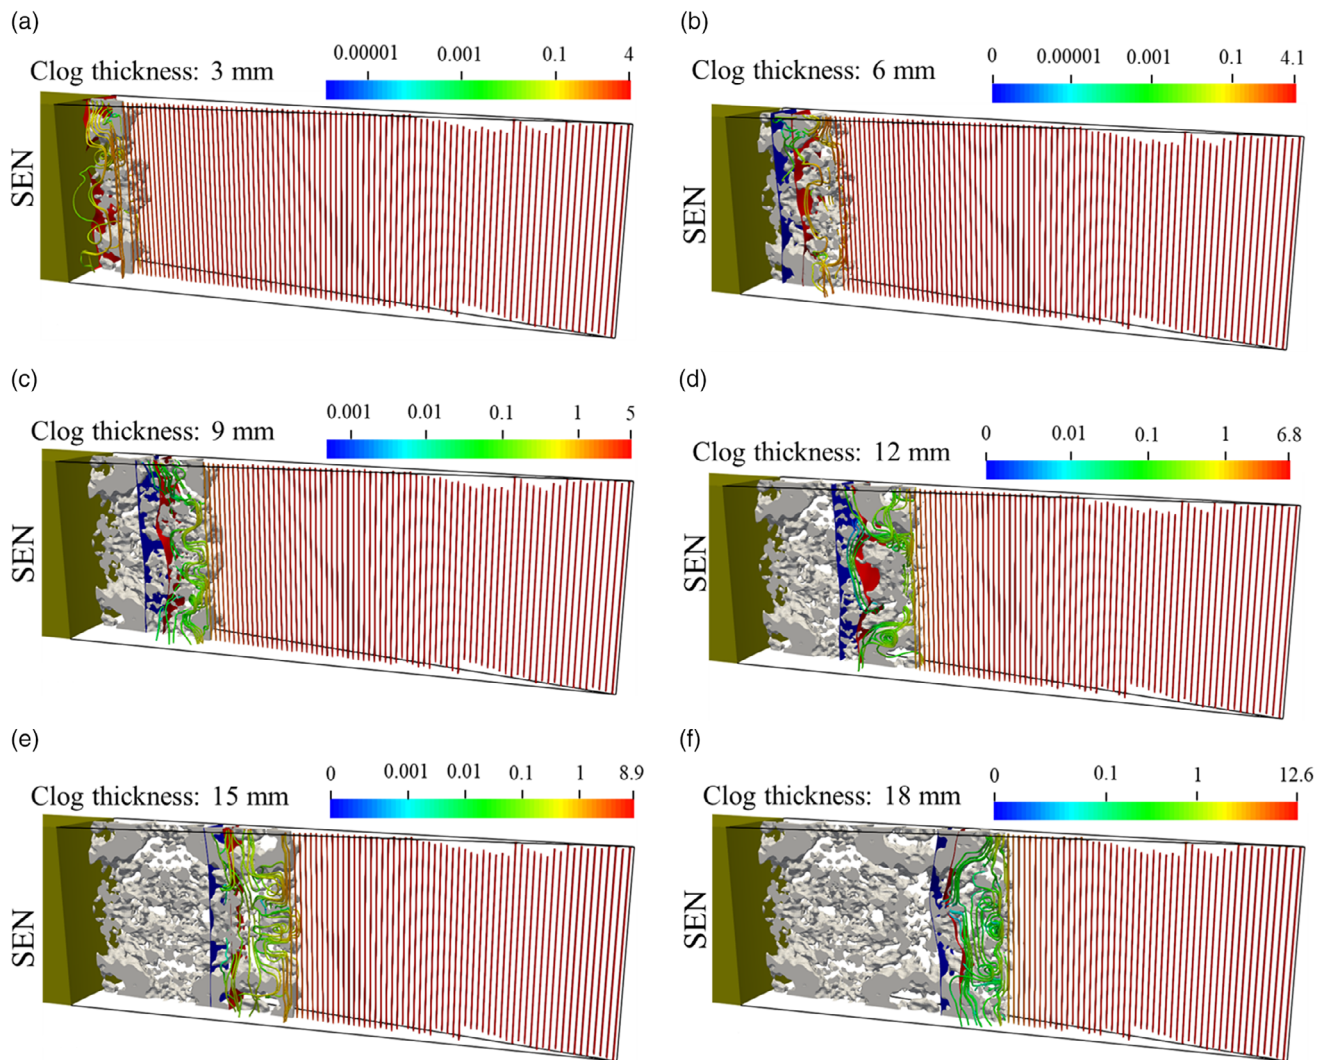 (a)
0.00001 0.001 0.1 4
Clog thickness: 3 mm
SEN
(b)
0 0.00001 0.001 0.1 4.1
Clog thickness: 6 mm
SEN
(c)
0.001 0.01 0.1 1 5
Clog thickness: 9 mm
SEN
(d)
0 0.01 0.1 1 6.8
Clog thickness: 12 mm
SEN
(e)
0 0.001 0.01 0.1 1 8.9
Clog thickness: 15 mm
SEN
(f)
0 0.1 1 12.6
Clog thickness: 18 mm
SEN